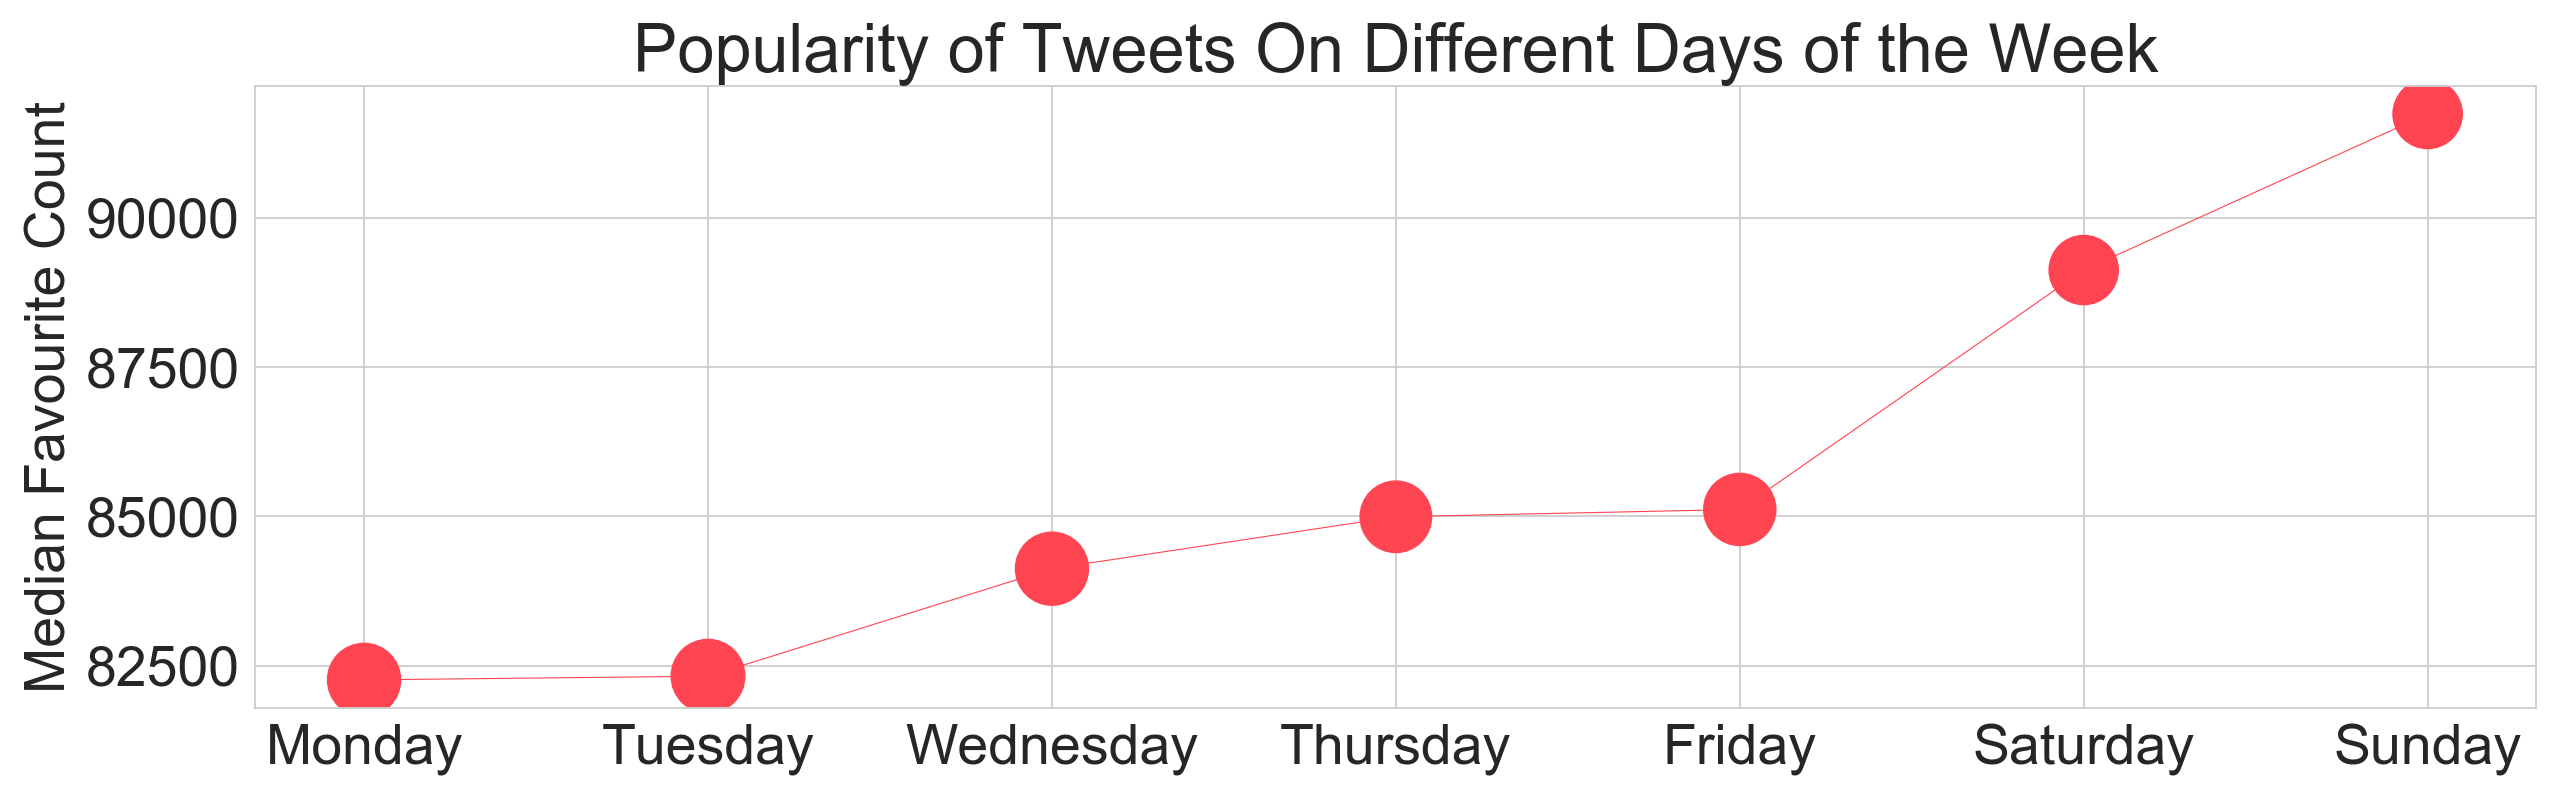 Popularity of Tweets On Different Days of the Week
Median Favourite Count
90000
87500
85000
82500
Monday Tuesday Wednesday Thursday Friday Saturday Sunday